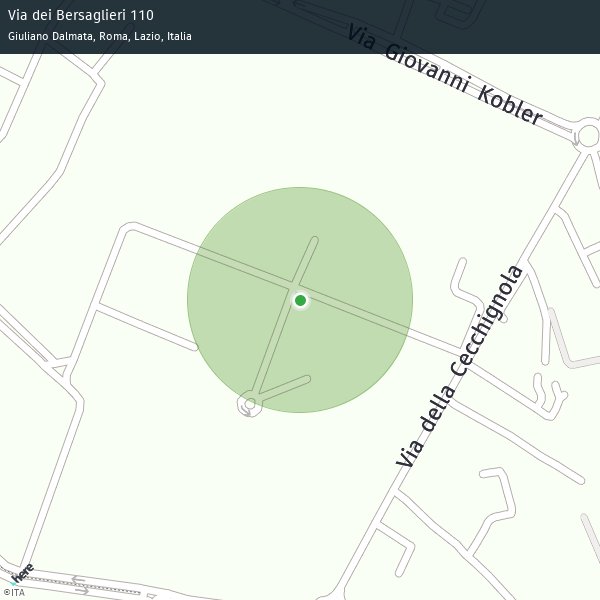 Via dei Bersaglieri 110
Giuliano Dalmata, Roma, Lazio, Italia
Via Giovanni Kobler
Via della Cecchignola
here
©ITA